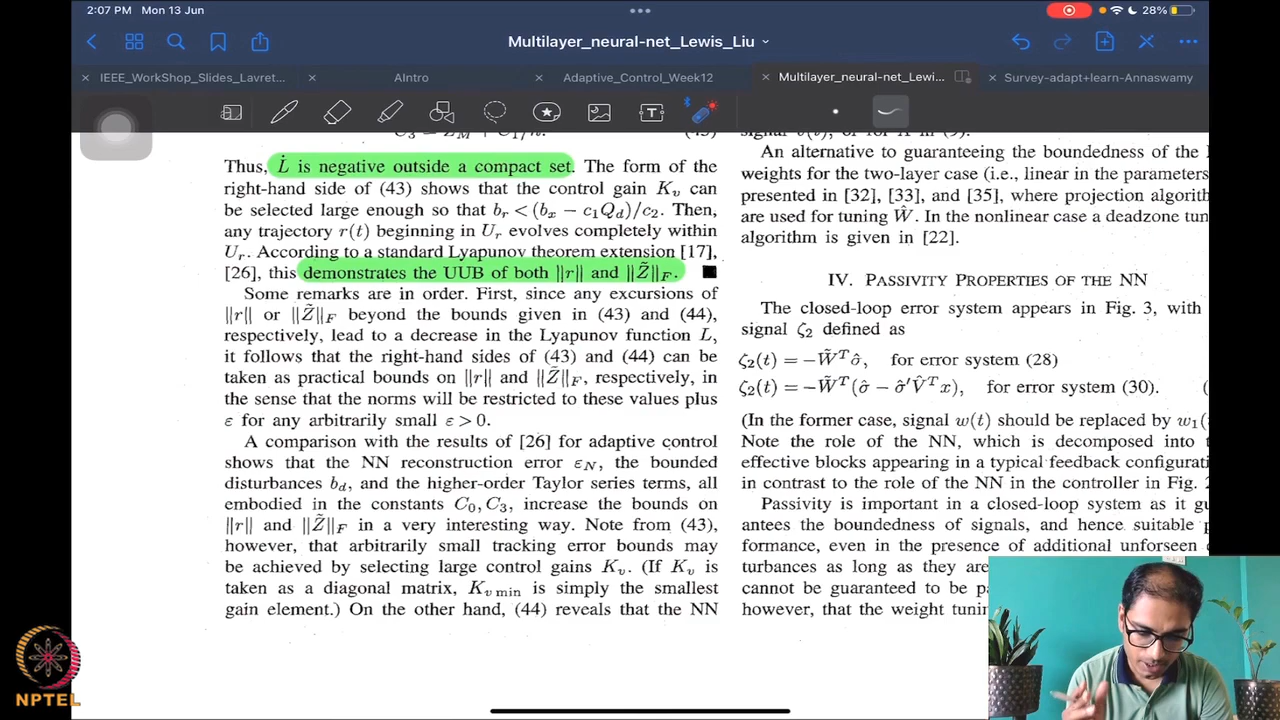 2:07 PM Mon 13 Jun
28%
Multilayer_neural-net_Lewis_Liu
IEEE_WorkShop_Slides_Lavret...
AIntro
Adaptive_Control_Week12
Multilayer_neural-net_Lewi...
Survey-adapt+learn-Annaswamy
Thus, L̇ is negative outside a compact set. The form of the
right-hand side of (43) shows that the control gain K_v can
be selected large enough so that b_r < (b_x − c_1Q_d)/c_2. Then,
any trajectory r(t) beginning in U_r evolves completely within
U_r. According to a standard Lyapunov theorem extension [17],
[26], this demonstrates the UUB of both ||r|| and ||Z̃||_F. ■
Some remarks are in order. First, since any excursions of
||r|| or ||Z̃||_F beyond the bounds given in (43) and (44),
respectively, lead to a decrease in the Lyapunov function L,
it follows that the right-hand sides of (43) and (44) can be
taken as practical bounds on ||r|| and ||Z̃||_F, respectively, in
the sense that the norms will be restricted to these values plus
ε for any arbitrarily small ε > 0.
A comparison with the results of [26] for adaptive control
shows that the NN reconstruction error ε_N, the bounded
disturbances b_d, and the higher-order Taylor series terms, all
embodied in the constants C_0, C_3, increase the bounds on
||r|| and ||Z̃||_F in a very interesting way. Note from (43),
however, that arbitrarily small tracking error bounds may
be achieved by selecting large control gains K_v. (If K_v is
taken as a diagonal matrix, K_v min is simply the smallest
gain element.) On the other hand, (44) reveals that the NN
An alternative to guaranteeing the boundedness of the
weights for the two-layer case (i.e., linear in the parameters
presented in [32], [33], and [35], where projection algorith
are used for tuning Ŵ. In the nonlinear case a deadzone tun
algorithm is given in [22].
IV. PASSIVITY PROPERTIES OF THE NN
The closed-loop error system appears in Fig. 3, with
signal ζ_2 defined as
ζ_2(t) = −W̃^T σ̂, for error system (28)
ζ_2(t) = −W̃^T(σ̂ − σ̂′V̂^T x), for error system (30).
(In the former case, signal w(t) should be replaced by w_1(
Note the role of the NN, which is decomposed into
effective blocks appearing in a typical feedback configurati
in contrast to the role of the NN in the controller in Fig.
Passivity is important in a closed-loop system as it gu
antees the boundedness of signals, and hence suitable
formance, even in the presence of additional unforseen
turbances as long as they are
cannot be guaranteed to be pa
however, that the weight tuni
NPTEL